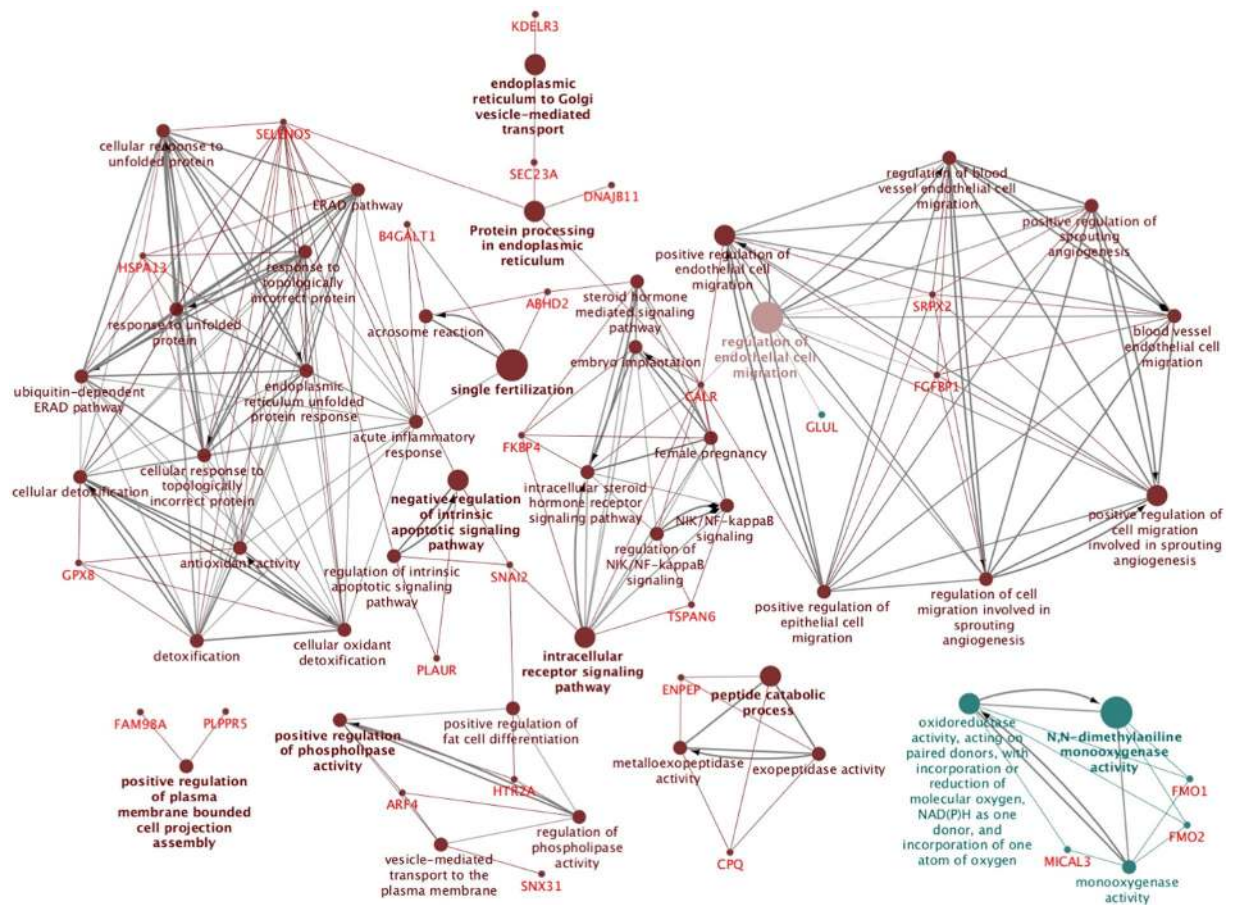 KDELR3
endoplasmic
reticulum to Golgi
vesicle-mediated
transport
SELENOS
cellular response to
unfolded protein
SEC23A
DNAJB11
ERAD pathway
B4GALT1
Protein processing
in endoplasmic
reticulum
HSPA13
response to
topologically
incorrect protein
response to unfolded
protein
acrosome reaction
ABHD2
steroid hormone
mediated signaling
pathway
embryo implantation
single fertilization
ubiquitin-dependent
ERAD pathway
endoplasmic
reticulum unfolded
protein response
CALR
acute inflammatory
response
FKBP4
female pregnancy
cellular detoxification
cellular response to
topologically
incorrect protein
negative regulation
of intrinsic
apoptotic signaling
pathway
intracellular steroid
hormone receptor
signaling pathway
NIK/NF-kappaB
signaling
regulation of
NIK/NF-kappaB
signaling
antioxidant activity
GPX8
regulation of intrinsic
apoptotic signaling
pathway
SNAI2
TSPAN6
detoxification
cellular oxidant
detoxification
PLAUR
intracellular
receptor signaling
pathway
regulation of blood
vessel endothelial cell
migration
positive regulation of
sprouting
angiogenesis
positive regulation of
endothelial cell
migration
SRPX2
regulation of
endothelial cell
migration
blood vessel
endothelial cell
migration
FGFBP1
GLUL
positive regulation of
cell migration
involved in sprouting
angiogenesis
positive regulation of
epithelial cell
migration
regulation of cell
migration involved in
sprouting
angiogenesis
FAM98A
PLPPR5
positive regulation
of plasma
membrane bounded
cell projection
assembly
positive regulation
of phospholipase
activity
positive regulation of
fat cell differentiation
ARF4
HTR2A
regulation of
phospholipase
activity
vesicle-mediated
transport to the
plasma membrane
SNX31
ENPEP
peptide catabolic
process
metalloexopeptidase
activity
exopeptidase activity
CPQ
oxidoreductase
activity, acting on
paired donors, with
incorporation or
reduction of
molecular oxygen,
NAD(P)H as one
donor, and
incorporation of one
atom of oxygen
N,N-dimethylaniline
monooxygenase
activity
FMO1
FMO2
MICAL3
monooxygenase
activity